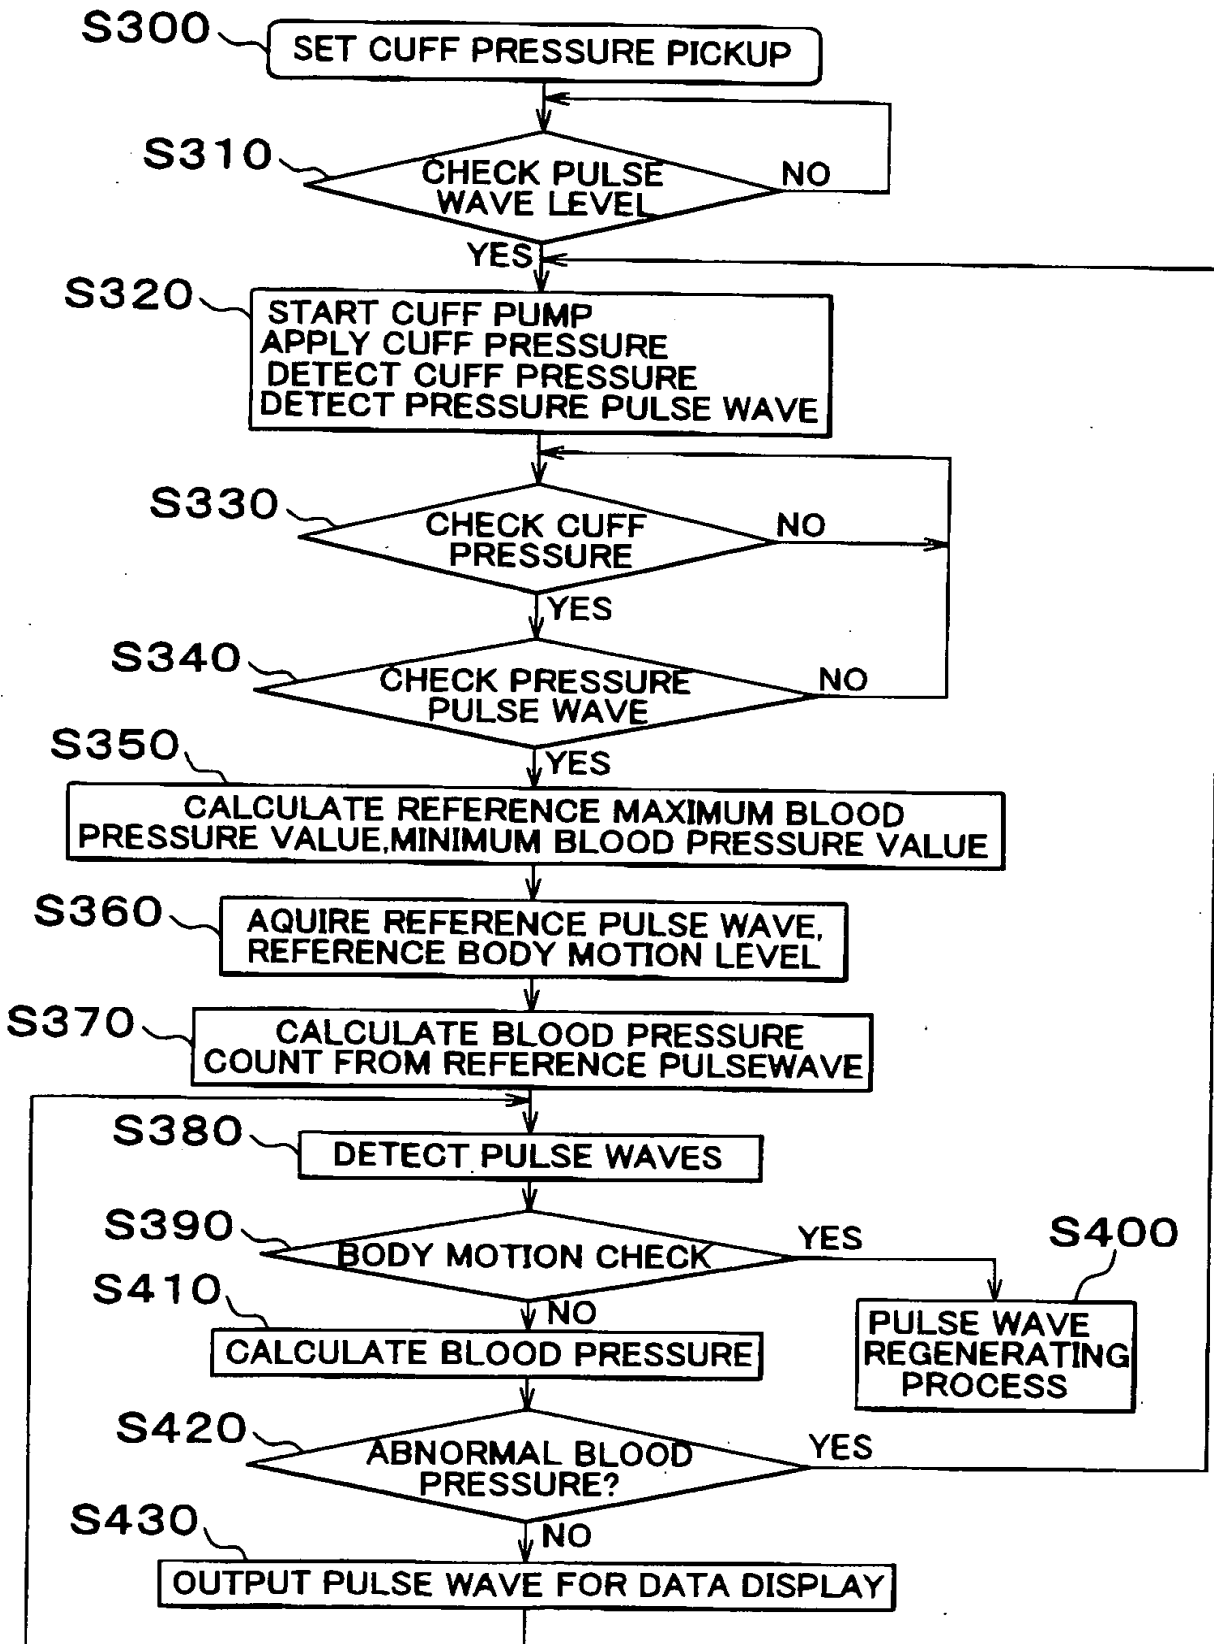 S300
SET CUFF PRESSURE PICKUP
S310
CHECK PULSE
WAVE LEVEL
NO
YES
S320
START CUFF PUMP
APPLY CUFF PRESSURE
DETECT CUFF PRESSURE
DETECT PRESSURE PULSE WAVE
S330
CHECK CUFF
PRESSURE
NO
YES
S340
CHECK PRESSURE
PULSE WAVE
NO
YES
S350
CALCULATE REFERENCE MAXIMUM BLOOD
PRESSURE VALUE,MINIMUM BLOOD PRESSURE VALUE
S360
AQUIRE REFERENCE PULSE WAVE,
REFERENCE BODY MOTION LEVEL
S370
CALCULATE BLOOD PRESSURE
COUNT FROM REFERENCE PULSEWAVE
S380
DETECT PULSE WAVES
S390
BODY MOTION CHECK
YES
S400
PULSE WAVE
REGENERATING
PROCESS
NO
S410
CALCULATE BLOOD PRESSURE
S420
ABNORMAL BLOOD
PRESSURE?
YES
NO
S430
OUTPUT PULSE WAVE FOR DATA DISPLAY